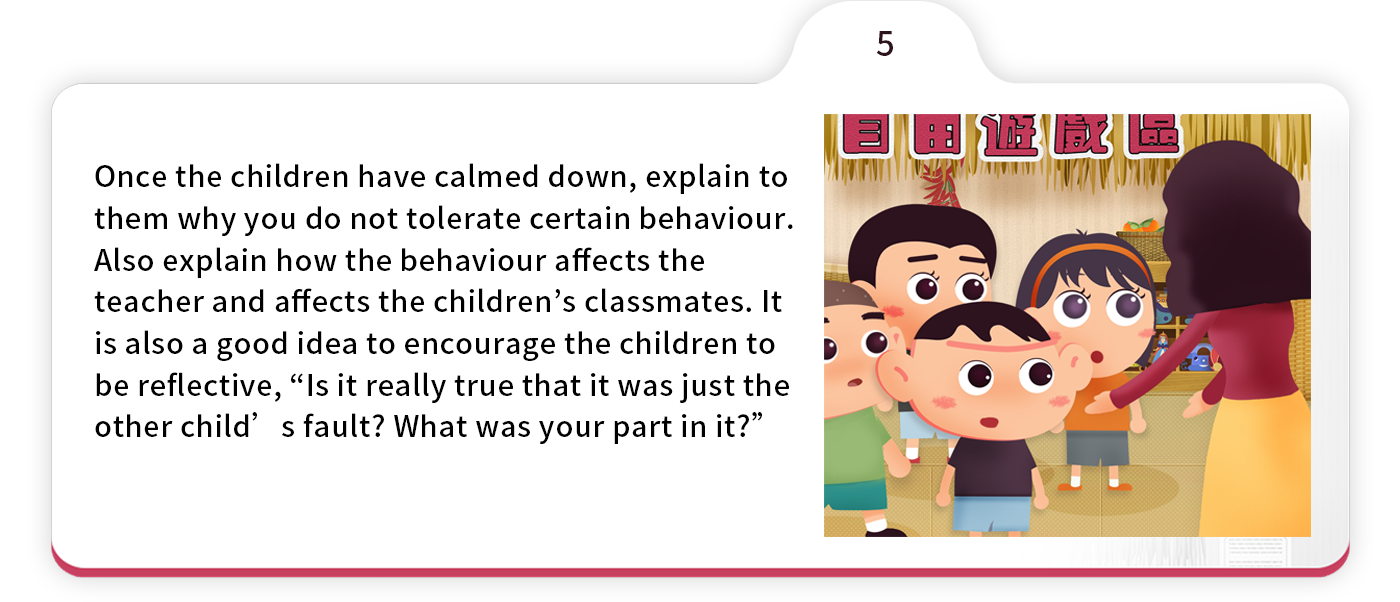 5
自由遊戲區
Once the children have calmed down, explain to
them why you do not tolerate certain behaviour.
Also explain how the behaviour affects the
teacher and affects the children’s classmates. It
is also a good idea to encourage the children to
be reflective, “Is it really true that it was just the
other child’ s fault? What was your part in it?”